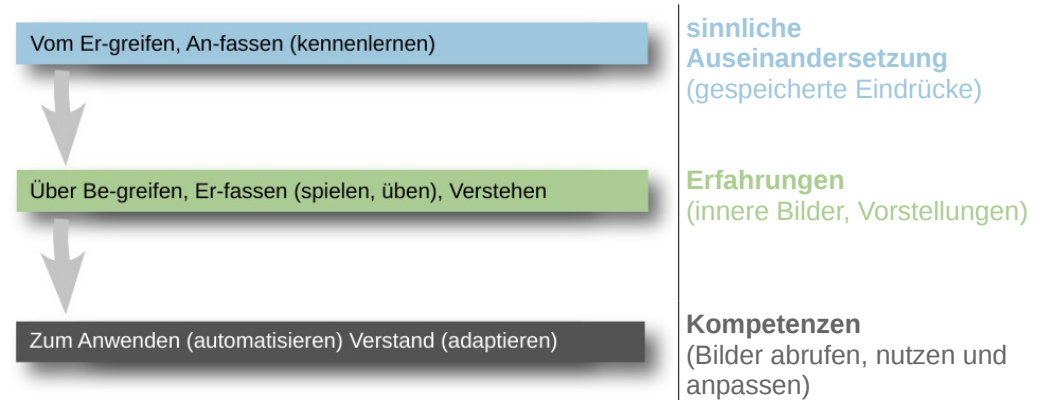 Vom Er-greifen, An-fassen (kennenlernen)
sinnliche
Auseinandersetzung
(gespeicherte Eindrücke)
Über Be-greifen, Er-fassen (spielen, üben), Verstehen
Erfahrungen
(innere Bilder, Vorstellungen)
Zum Anwenden (automatisieren) Verstand (adaptieren)
Kompetenzen
(Bilder abrufen, nutzen und
anpassen)